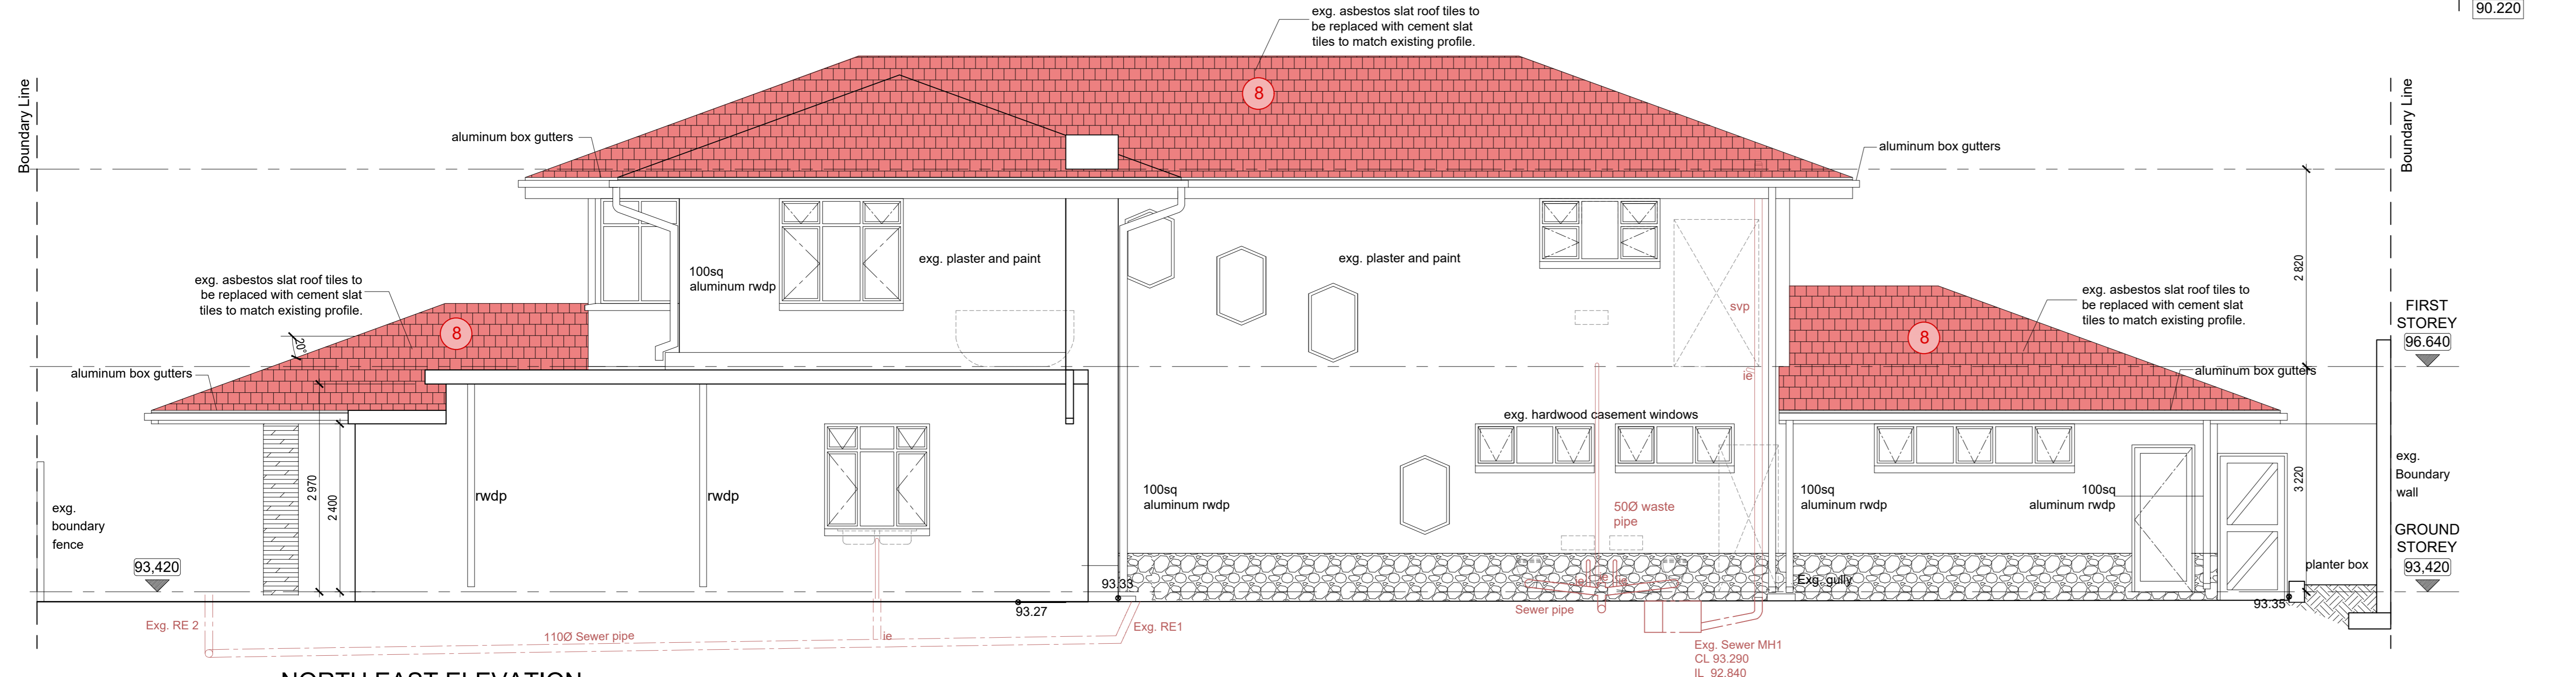 90.220
exg. asbestos slat roof tiles to
be replaced with cement slat
tiles to match existing profile.
8
Boundary Line
Boundary Line
aluminum box gutters
aluminum box gutters
exg. asbestos slat roof tiles to
be replaced with cement slat
tiles to match existing profile.
8
20°
aluminum box gutters
100sq
aluminum rwdp
exg. plaster and paint
exg. plaster and paint
svp
ie
2 820
exg. asbestos slat roof tiles to
be replaced with cement slat
tiles to match existing profile.
8
aluminum box gutters
FIRST
STOREY
96.640
exg. hardwood casement windows
2 970
2 400
rwdp
rwdp
100sq
aluminum rwdp
50Ø waste
pipe
100sq
aluminum rwdp
100sq
aluminum rwdp
3 220
exg.
Boundary
wall
exg.
boundary
fence
93,420
GROUND
STOREY
93,420
planter box
93.33
93.27
Exg. gully
93.35
Sewer pipe
Exg. RE 2
110Ø Sewer pipe
ie
Exg. RE1
Exg. Sewer MH1
CL 93.290
IL 92.840
NORTH EAST ELEVATION